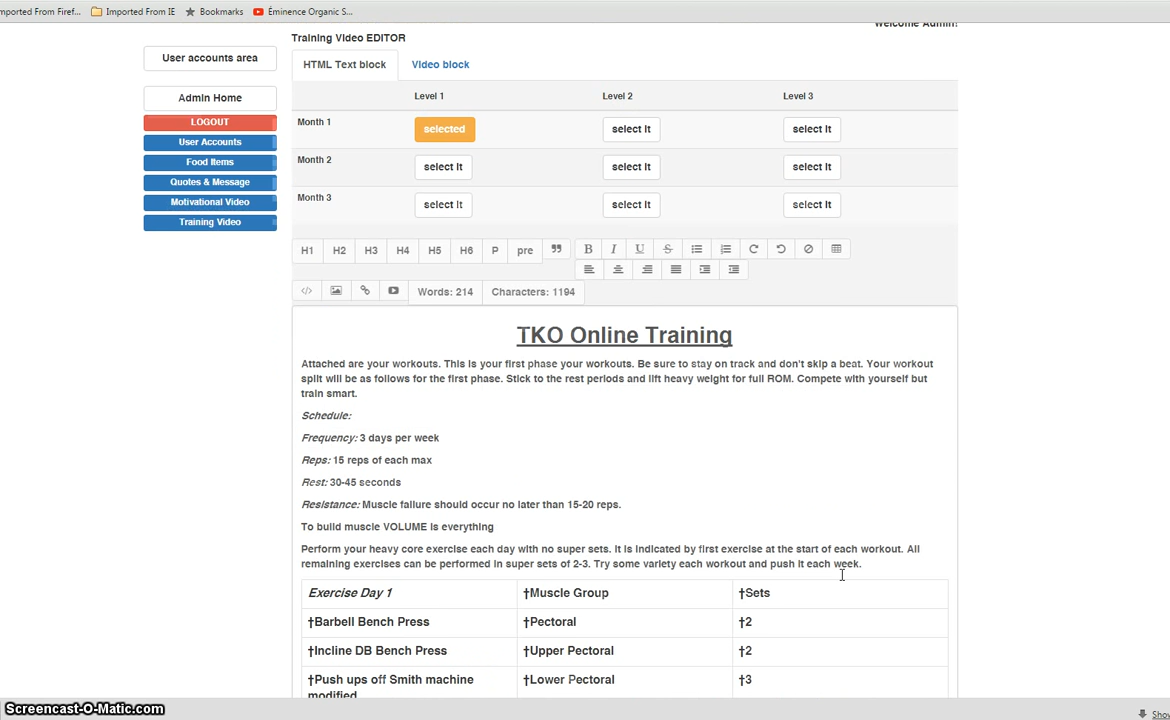 mported From Firef... Imported From IE Bookmarks Éminence Organic S...
Welcome Admin!
Training Video EDITOR
User accounts area
HTML Text block Video block
Admin Home
LOGOUT
User Accounts
Food Items
Quotes & Message
Motivational Video
Training Video
Level 1 Level 2 Level 3
Month 1 selected select it select it
Month 2 select it select it select it
Month 3 select it select it select it
H1 H2 H3 H4 H5 H6 P pre B I U S
Words: 214 Characters: 1194
TKO Online Training
Attached are your workouts. This is your first phase your workouts. Be sure to stay on track and don't skip a beat. Your workout
split will be as follows for the first phase. Stick to the rest periods and lift heavy weight for full ROM. Compete with yourself but
train smart.
Schedule:
Frequency: 3 days per week
Reps: 15 reps of each max
Rest: 30-45 seconds
Resistance: Muscle failure should occur no later than 15-20 reps.
To build muscle VOLUME is everything
Perform your heavy core exercise each day with no super sets. It is indicated by first exercise at the start of each workout. All
remaining exercises can be performed in super sets of 2-3. Try some variety each workout and push it each week.
Exercise Day 1 †Muscle Group †Sets
†Barbell Bench Press †Pectoral †2
†Incline DB Bench Press †Upper Pectoral †2
†Push ups off Smith machine †Lower Pectoral †3
modified
Screencast-O-Matic.com
Shov